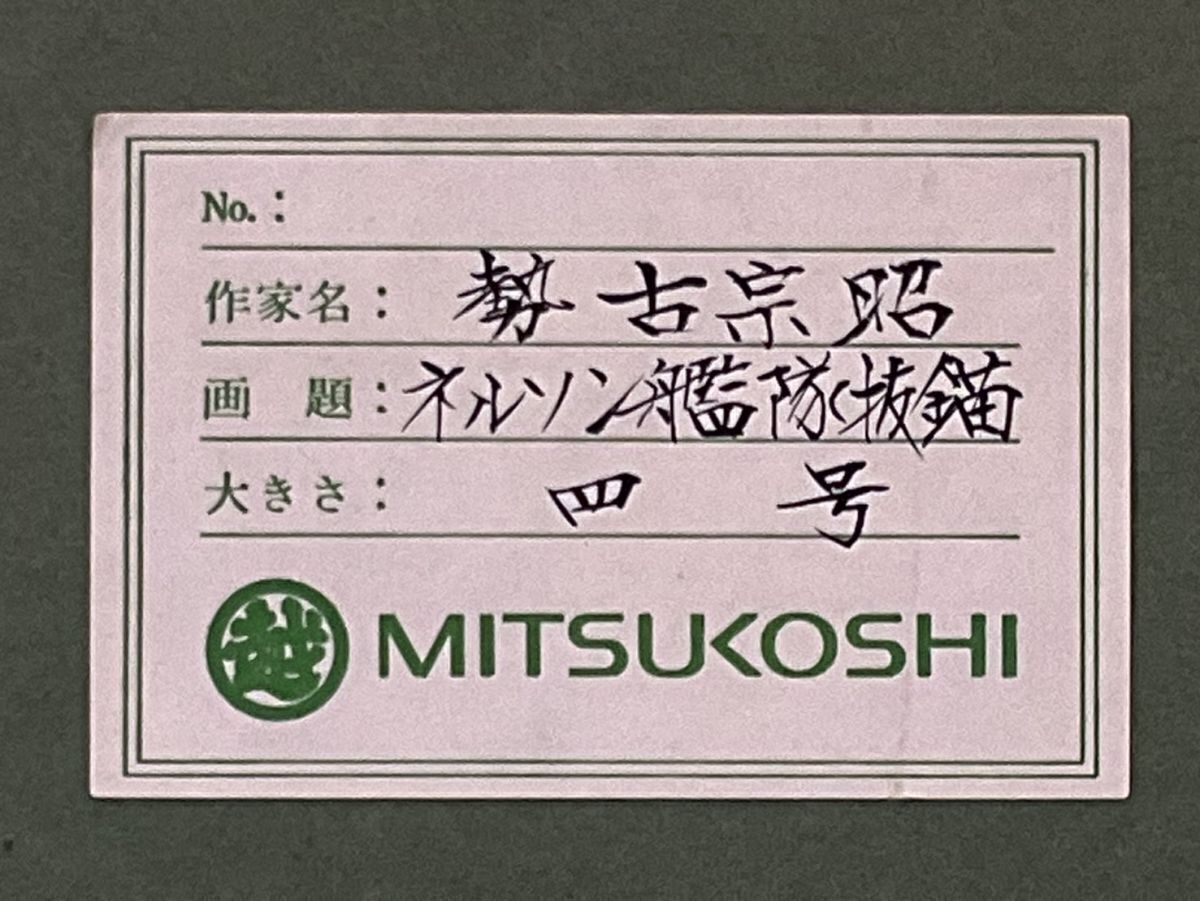 No.:
作家名: 勢古宗昭
画　題: ネルソン艦隊抜錨
大きさ: 四　号
越 MITSUKOSHI